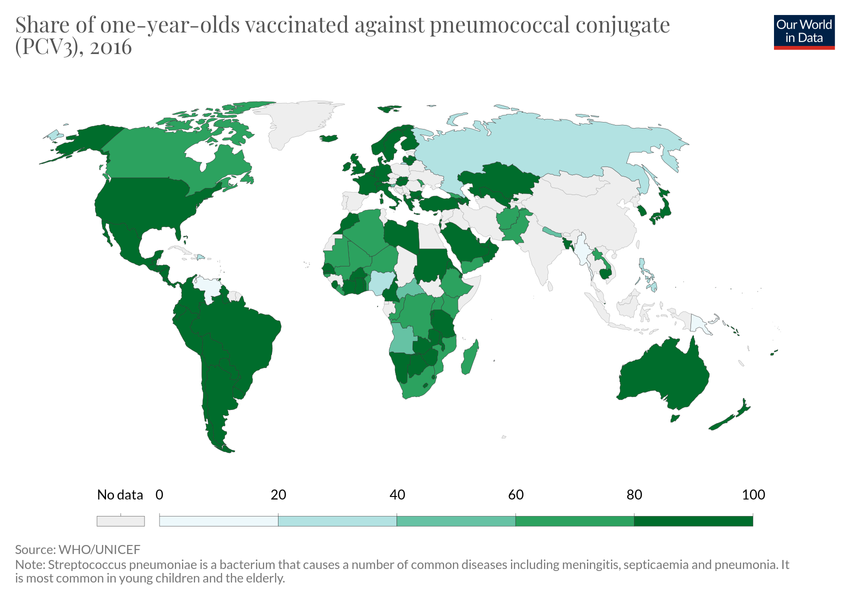 Share of one-year-olds vaccinated against pneumococcal conjugate
(PCV3), 2016
Our World
in Data
No data 0 20 40 60 80 100
Source: WHO/UNICEF
Note: Streptococcus pneumoniae is a bacterium that causes a number of common diseases including meningitis, septicaemia and pneumonia. It
is most common in young children and the elderly.